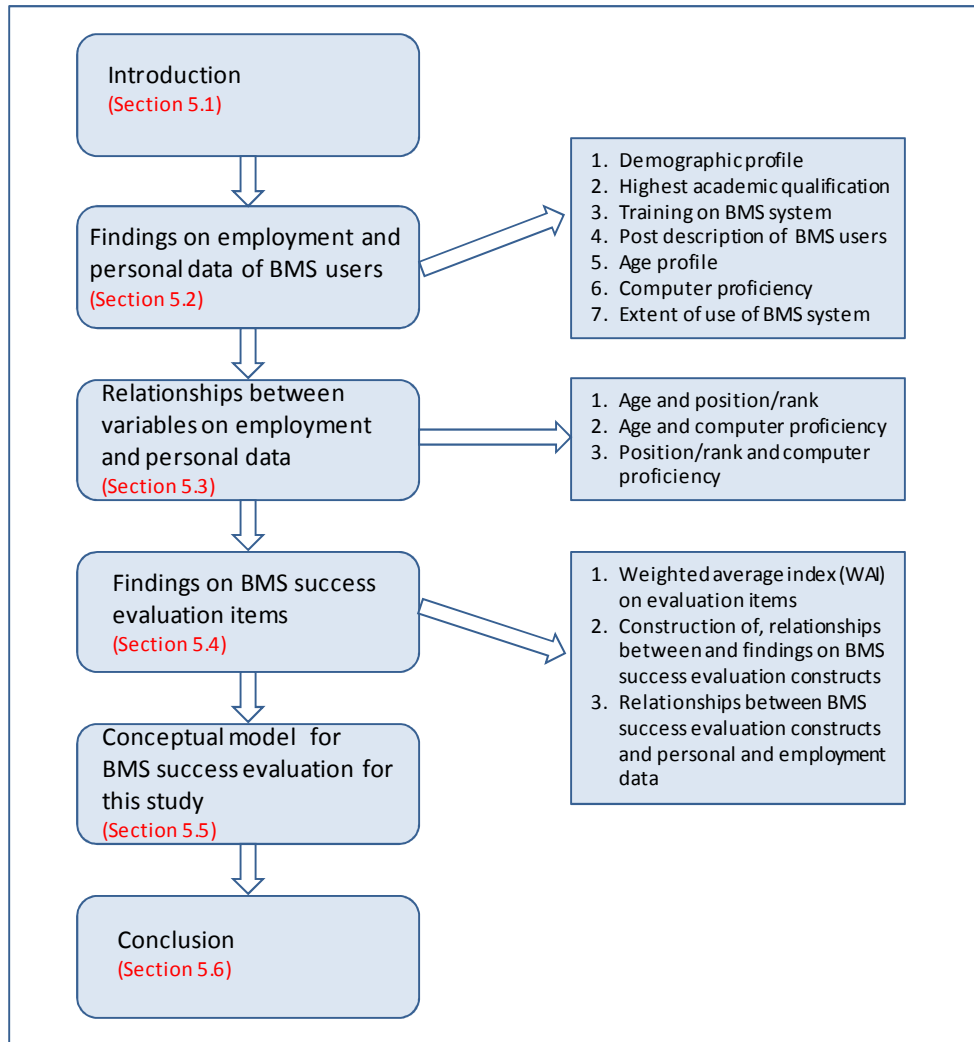 Introduction
(Section 5.1)
Findings on employment and
personal data of BMS users
(Section 5.2)
1. Demographic profile
2. Highest academic qualification
3. Training on BMS system
4. Post description of BMS users
5. Age profile
6. Computer proficiency
7. Extent of use of BMS system
Relationships between
variables on employment
and personal data
(Section 5.3)
1. Age and position/rank
2. Age and computer proficiency
3. Position/rank and computer
proficiency
Findings on BMS success
evaluation items
(Section 5.4)
1. Weighted average index (WAI)
on evaluation items
2. Construction of, relationships
between and findings on BMS
success evaluation constructs
3. Relationships between BMS
success evaluation constructs
and personal and employment
data
Conceptual model for
BMS success evaluation for
this study
(Section 5.5)
Conclusion
(Section 5.6)